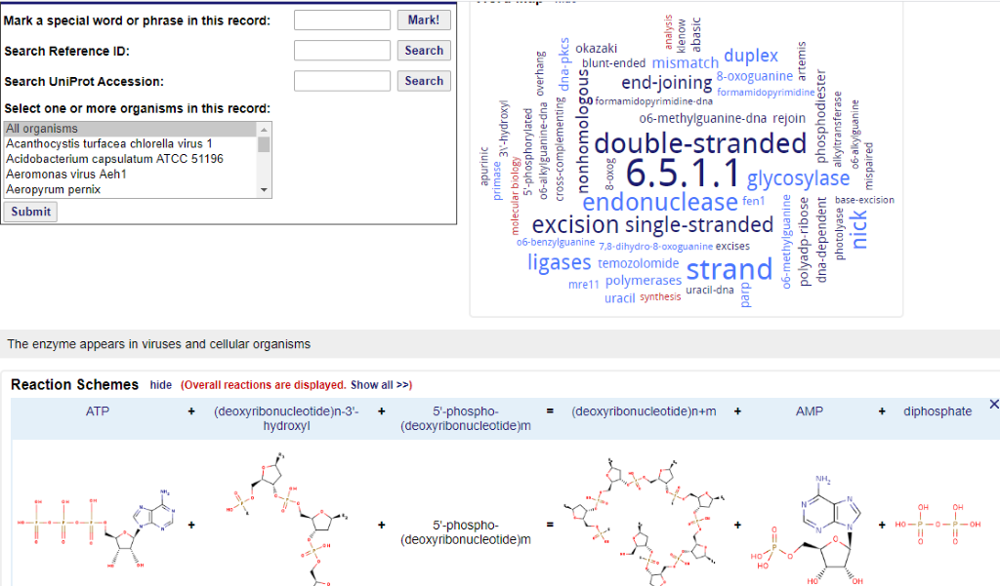 Mark a special word or phrase in this record:
Mark!
Search Reference ID:
Search
Search UniProt Accession:
Search
Select one or more organisms in this record:
All organisms
Acanthocystis turfacea chlorella virus 1
Acidobacterium capsulatum ATCC 51196
Aeromonas virus Aeh1
Aeropyrum pernix
Submit
analysis
klenow
abasic
okazaki
dna-pkcs
overhang
blunt-ended
mismatch
duplex
artemis
end-joining
8-oxoguanine
formamidopyrimidine
formamidopyrimidine-dna
nonhomologous
phosphodiester
o6-methylguanine-dna
rejoin
3\'-hydroxyl
5'-phosphorylated
o6-alkylguanine-dna
cross-complementing
alkyltransferase
o6-alkylguanine
mispaired
apurinic
primase
molecular biology
double-stranded
8-oxog
6.5.1.1
glycosylase
endonuclease
fen1
base-excision
excision
single-stranded
o6-methylguanine
polyadp-ribose
dna-dependent
photolyase
nick
o6-benzylguanine
7,8-dihydro-8-oxoguanine
excises
ligases
temozolomide
strand
mre11
polymerases
uracil-dna
parp
uracil
synthesis
The enzyme appears in viruses and cellular organisms
Reaction Schemes hide (Overall reactions are displayed. Show all >>)
ATP + (deoxyribonucleotide)n-3'- + 5'-phospho- = (deoxyribonucleotide)n+m + AMP + diphosphate
hydroxyl (deoxyribonucleotide)m
+ + 5'-phospho- = + +
(deoxyribonucleotide)m